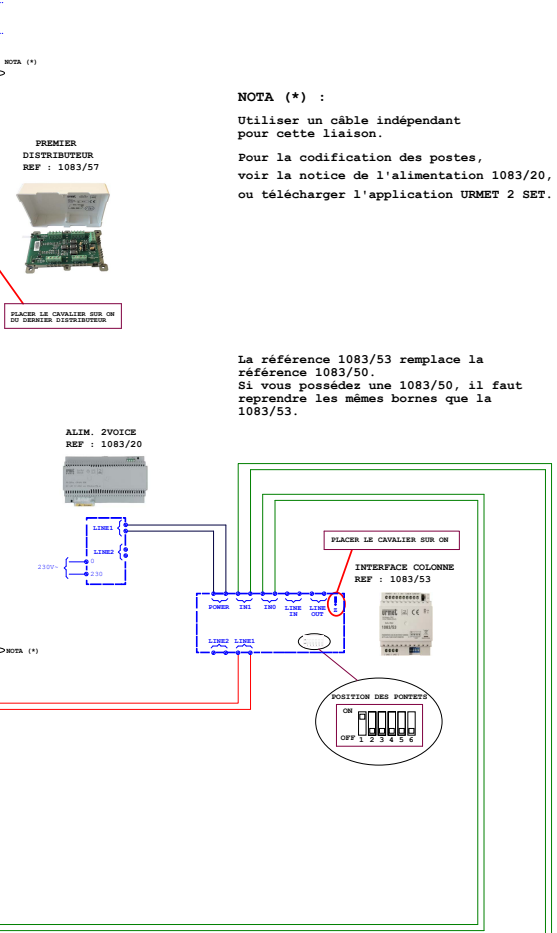 NOTA (*)
NOTA (*) :
Utiliser un câble indépendant
pour cette liaison.
Pour la codification des postes,
voir la notice de l'alimentation 1083/20,
ou télécharger l'application URMET 2 SET.
PREMIER
DISTRIBUTEUR
REF : 1083/57
PLACER LE CAVALIER SUR ON
DU DERNIER DISTRIBUTEUR
La référence 1083/53 remplace la
référence 1083/50.
Si vous possédez une 1083/50, il faut
reprendre les mêmes bornes que la
1083/53.
ALIM. 2VOICE
REF : 1083/20
LINE1
LINE2
230V~
0
230
PLACER LE CAVALIER SUR ON
INTERFACE COLONNE
REF : 1083/53
urmet
CE
1083/53
POWER IN1 IN0 LINE IN LINE OUT
Z
LINE2 LINE1
NOTA (*)
POSITION DES PONTETS
ON
OFF 1 2 3 4 5 6